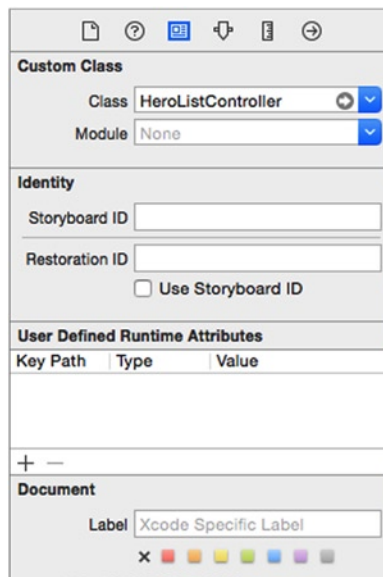 Custom Class
Class HeroListController
Module None
Identity
Storyboard ID
Restoration ID
Use Storyboard ID
User Defined Runtime Attributes
Key Path Type Value
Document
Label Xcode Specific Label